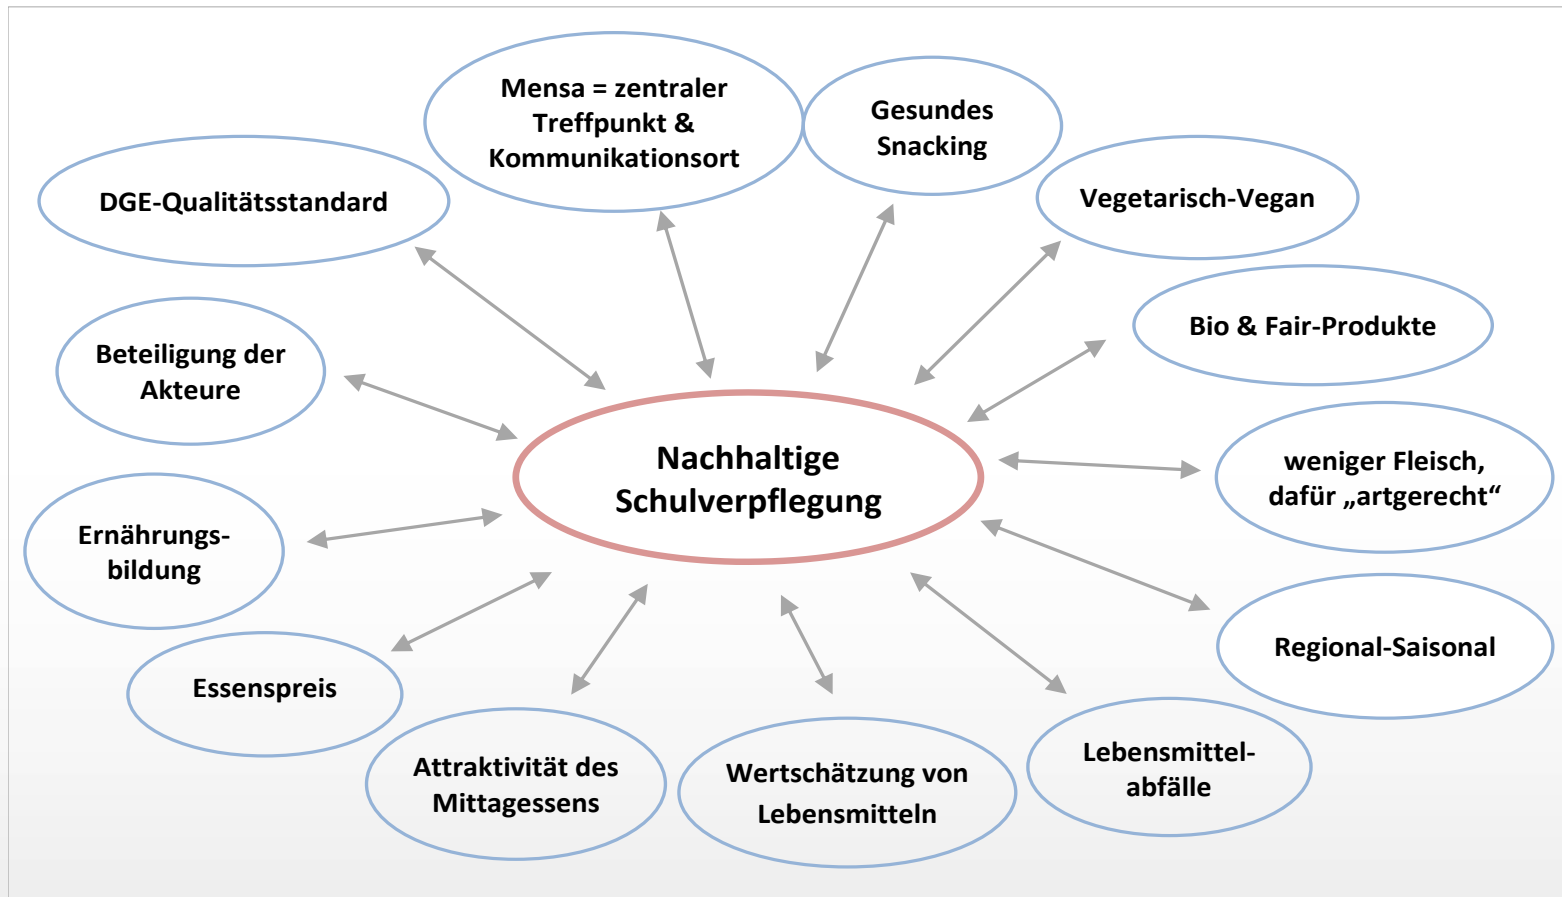 Mensa = zentraler
Treffpunkt &
Kommunikationsort
Gesundes
Snacking
DGE-Qualitätsstandard
Vegetarisch-Vegan
Bio & Fair-Produkte
Beteiligung der
Akteure
Nachhaltige
Schulverpflegung
weniger Fleisch,
dafür „artgerecht“
Ernährungs-
bildung
Regional-Saisonal
Essenspreis
Attraktivität des
Mittagessens
Wertschätzung von
Lebensmitteln
Lebensmittel-
abfälle